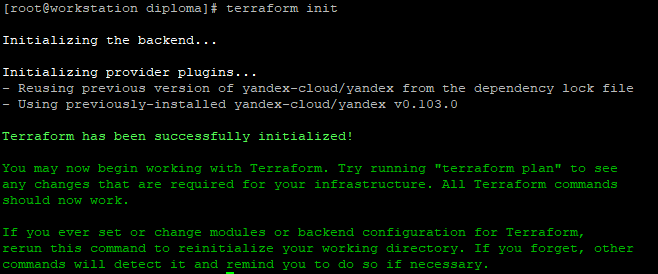 [root@workstation diploma]# terraform init
Initializing the backend...
Initializing provider plugins...
- Reusing previous version of yandex-cloud/yandex from the dependency lock file
- Using previously-installed yandex-cloud/yandex v0.103.0
Terraform has been successfully initialized!
You may now begin working with Terraform. Try running "terraform plan" to see
any changes that are required for your infrastructure. All Terraform commands
should now work.
If you ever set or change modules or backend configuration for Terraform,
rerun this command to reinitialize your working directory. If you forget, other
commands will detect it and remind you to do so if necessary.